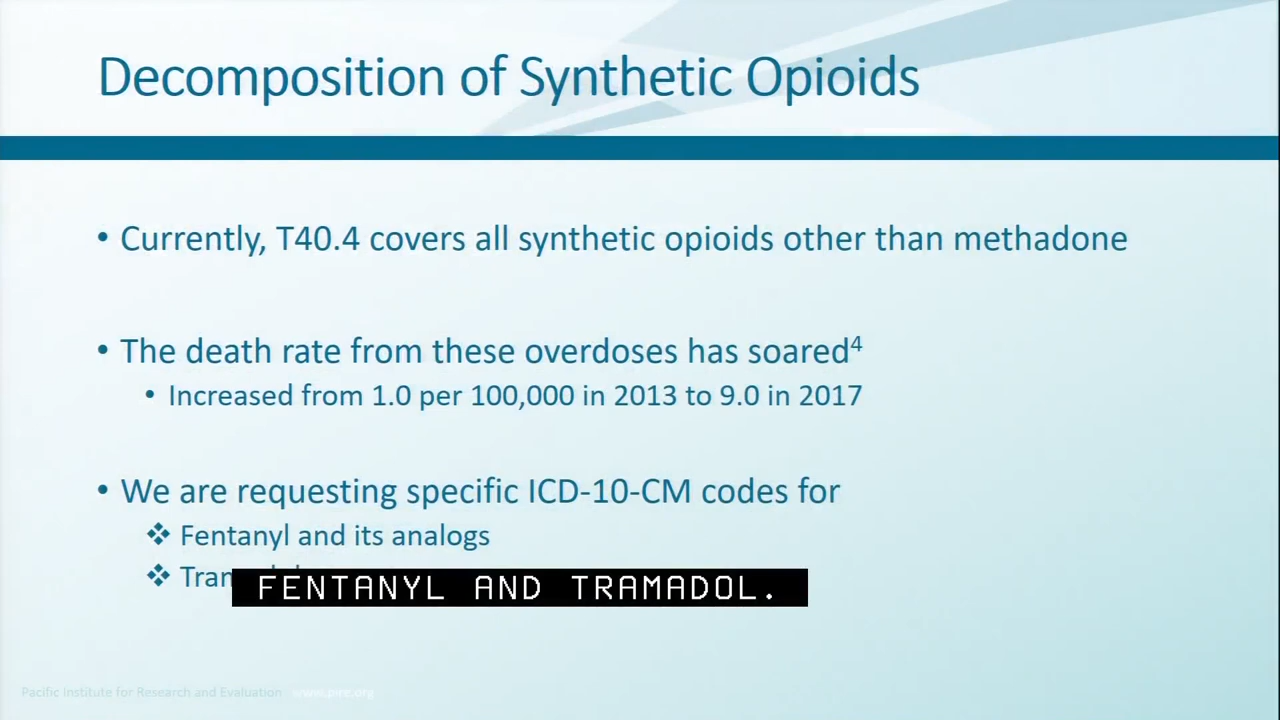 Decomposition of Synthetic Opioids
• Currently, T40.4 covers all synthetic opioids other than methadone
• The death rate from these overdoses has soared⁴
• Increased from 1.0 per 100,000 in 2013 to 9.0 in 2017
• We are requesting specific ICD-10-CM codes for
❖ Fentanyl and its analogs
❖
FENTANYL AND TRAMADOL.
Pacific Institute for Research and Evaluation www.pire.org